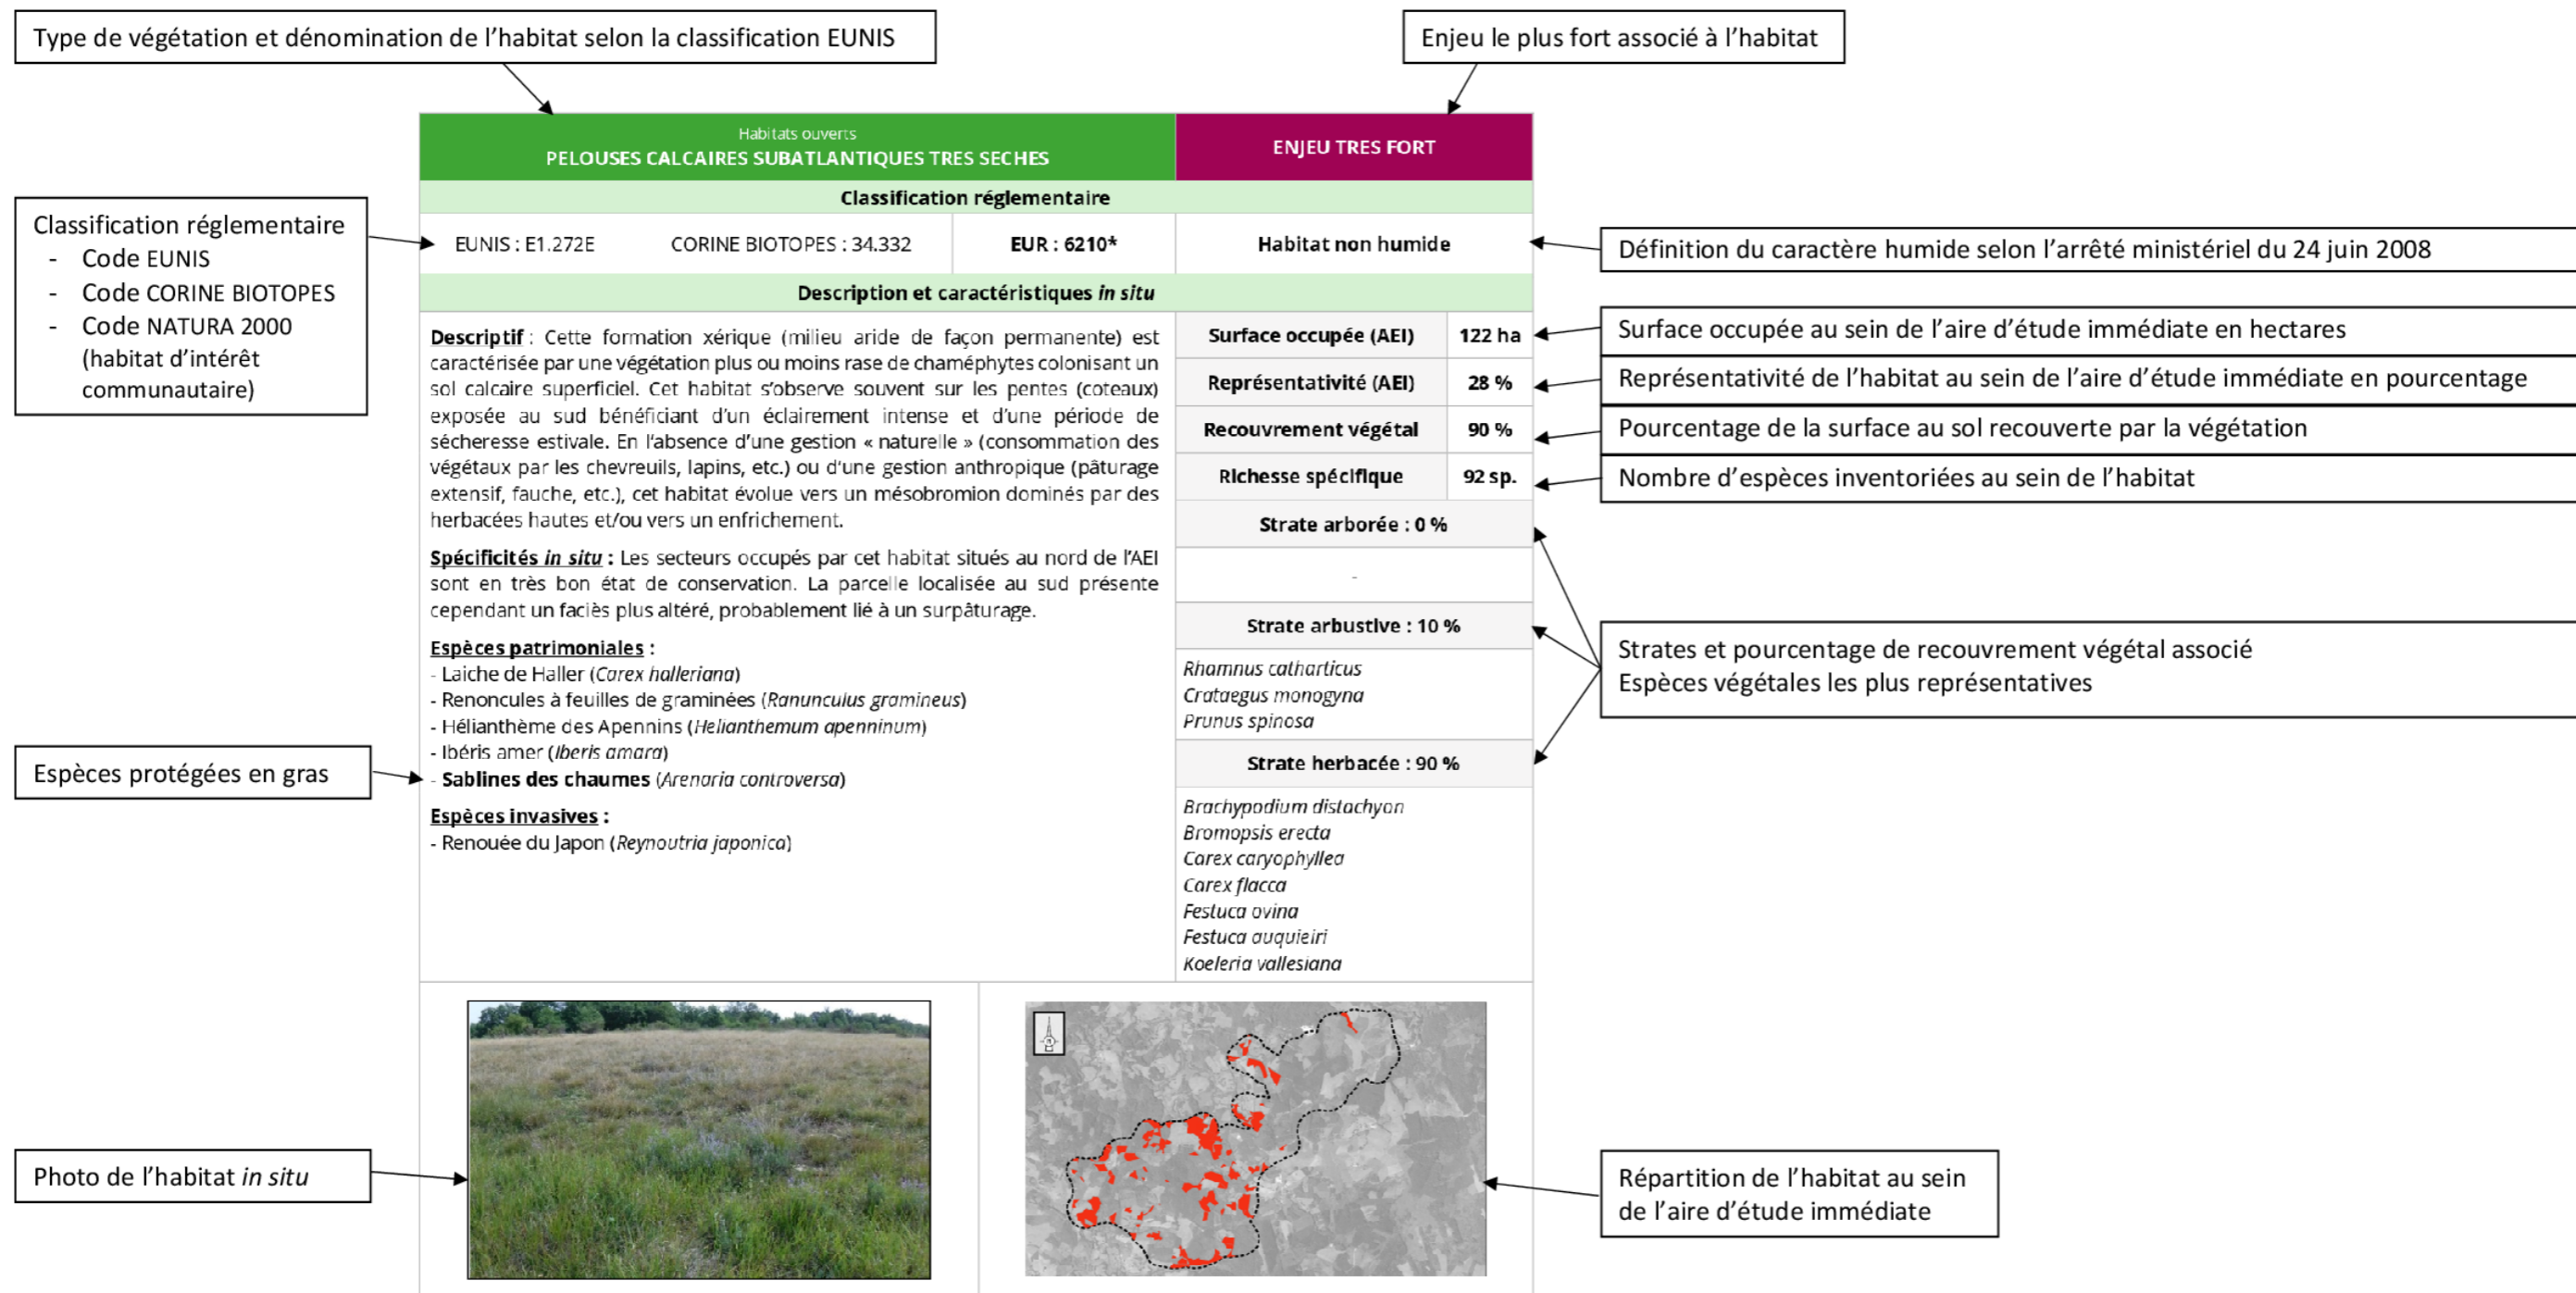 Type de végétation et dénomination de l'habitat selon la classification EUNIS
Enjeu le plus fort associé à l'habitat
Habitats ouverts
PELOUSES CALCAIRES SUBATLANTIQUES TRES SECHES
ENJEU TRES FORT
Classification réglementaire
Classification réglementaire
- Code EUNIS
- Code CORINE BIOTOPES
- Code NATURA 2000
(habitat d'intérêt
communautaire)
EUNIS : E1.272E
CORINE BIOTOPES : 34.332
EUR : 6210*
Habitat non humide
Définition du caractère humide selon l'arrêté ministériel du 24 juin 2008
Description et caractéristiques in situ
Descriptif : Cette formation xérique (milieu aride de façon permanente) est
caractérisée par une végétation plus ou moins rase de chaméphytes colonisant un
sol calcaire superficiel. Cet habitat s'observe souvent sur les pentes (coteaux)
exposée au sud bénéficiant d'un éclairement intense et d'une période de
sécheresse estivale. En l'absence d'une gestion « naturelle » (consommation des
végétaux par les chevreuils, lapins, etc.) ou d'une gestion anthropique (pâturage
extensif, fauche, etc.), cet habitat évolue vers un mésobromion dominés par des
herbacées hautes et/ou vers un enfrichement.
Spécificités in situ : Les secteurs occupés par cet habitat situés au nord de l'AEI
sont en très bon état de conservation. La parcelle localisée au sud présente
cependant un faciès plus altéré, probablement lié à un surpâturage.
Espèces patrimoniales :
- Laiche de Haller (Carex halleriana)
- Renoncules à feuilles de graminées (Ranunculus gramineus)
- Hélianthème des Apennins (Helianthemum apenninum)
- Ibéris amer (Iberis amara)
- Sablines des chaumes (Arenaria controversa)
Espèces invasives :
- Renouée du Japon (Reynoutria japonica)
Espèces protégées en gras
Surface occupée (AEI)
122 ha
Surface occupée au sein de l'aire d'étude immédiate en hectares
Représentativité (AEI)
28 %
Représentativité de l'habitat au sein de l'aire d'étude immédiate en pourcentage
Recouvrement végétal
90 %
Pourcentage de la surface au sol recouverte par la végétation
Richesse spécifique
92 sp.
Nombre d'espèces inventoriées au sein de l'habitat
Strate arborée : 0 %
-
Strate arbustive : 10 %
Rhamnus catharticus
Crataegus monogyna
Prunus spinosa
Strate herbacée : 90 %
Brachypodium distachyon
Bromopsis erecta
Carex caryophyllea
Carex flacca
Festuca ovina
Festuca auquieiri
Koeleria vallesiana
Strates et pourcentage de recouvrement végétal associé
Espèces végétales les plus représentatives
Photo de l'habitat in situ
Répartition de l'habitat au sein
de l'aire d'étude immédiate